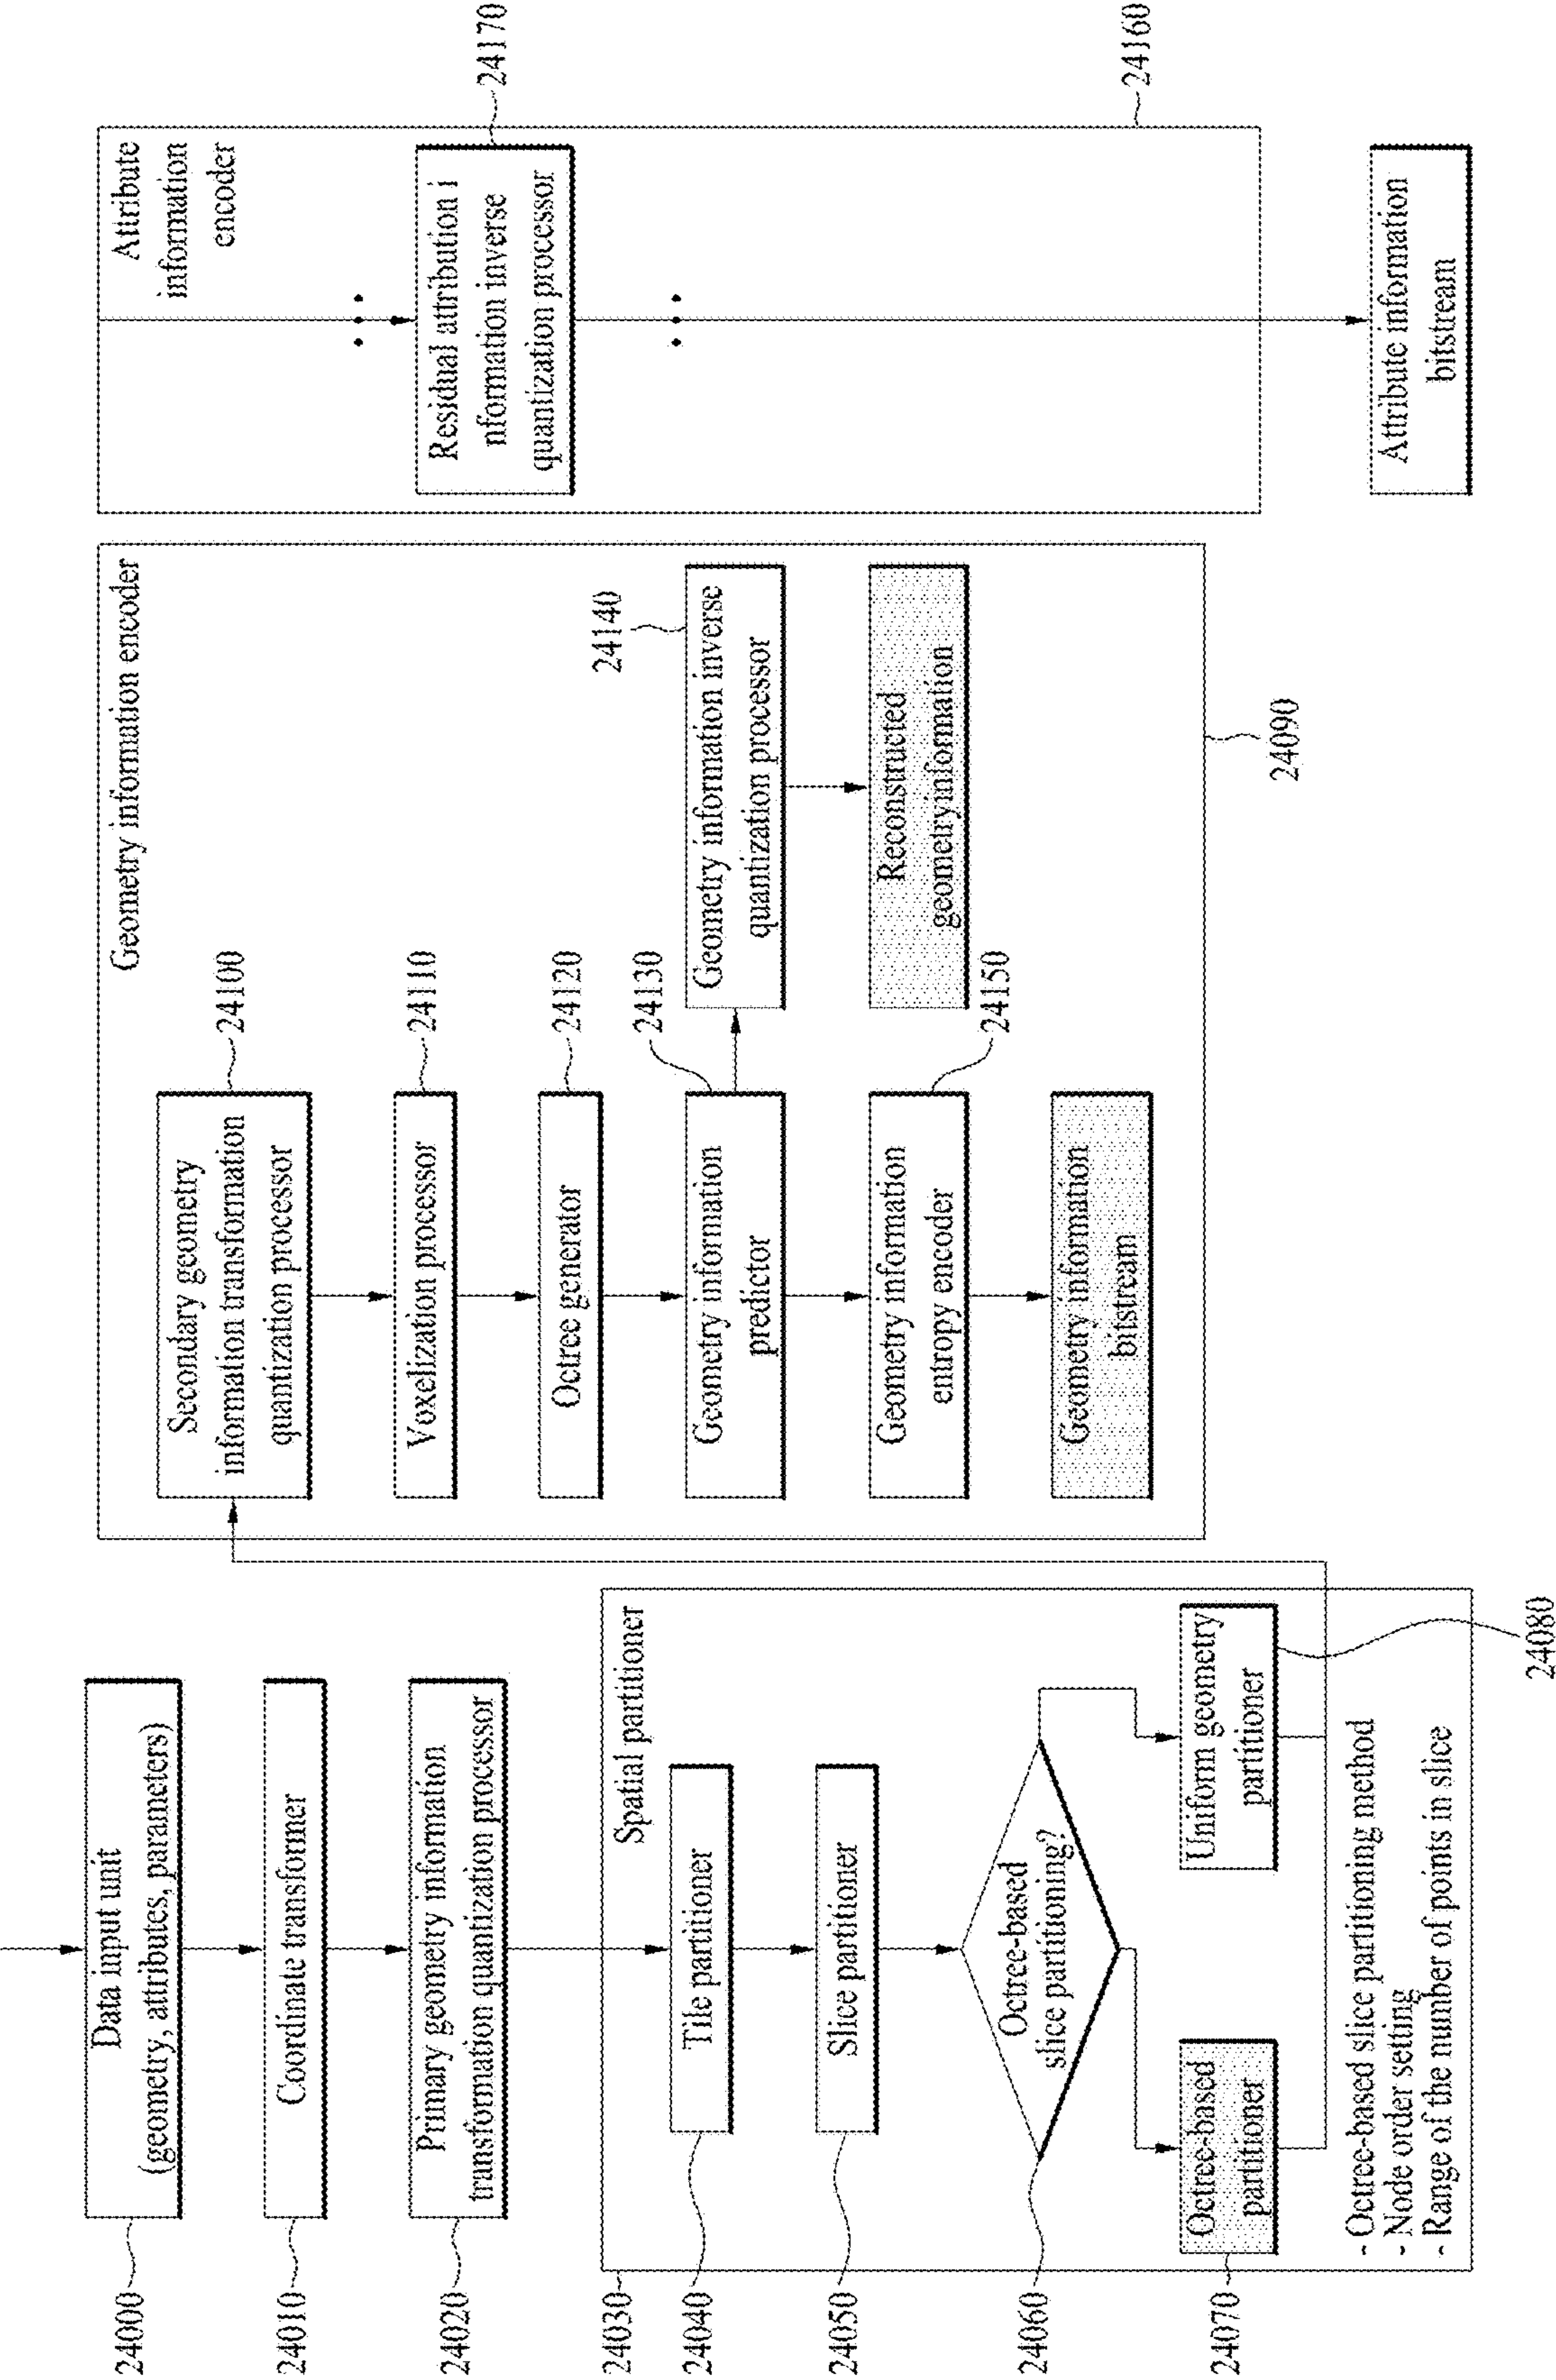 24000
Data input unit
(geometry, attributes, parameters)
24010
Coordinate transformer
24020
Primary geometry information
transformation quantization processor
24030
Spatial partitioner
24040
Tile partitioner
24050
Slice partitioner
24060
Octree-based
slice partitioning?
24070
Octree-based
partitioner
Uniform geometry
partitioner
24080
- Octree-based slice partitioning method
- Node order setting
- Range of the number of points in slice
Geometry information encoder
Secondary geometry
information transformation
quantization processor
24100
Voxelization processor
24110
Octree generator
24120
Geometry information
predictor
24130
Geometry information inverse
quantization processor
24140
Geometry information
entropy encoder
24150
Reconstructed
geometryinformation
Geometry information
bitstream
24090
Attribute
information
encoder
Residual attribution i
nformation inverse
quantization processor
24170
24160
Attribute information
bitstream